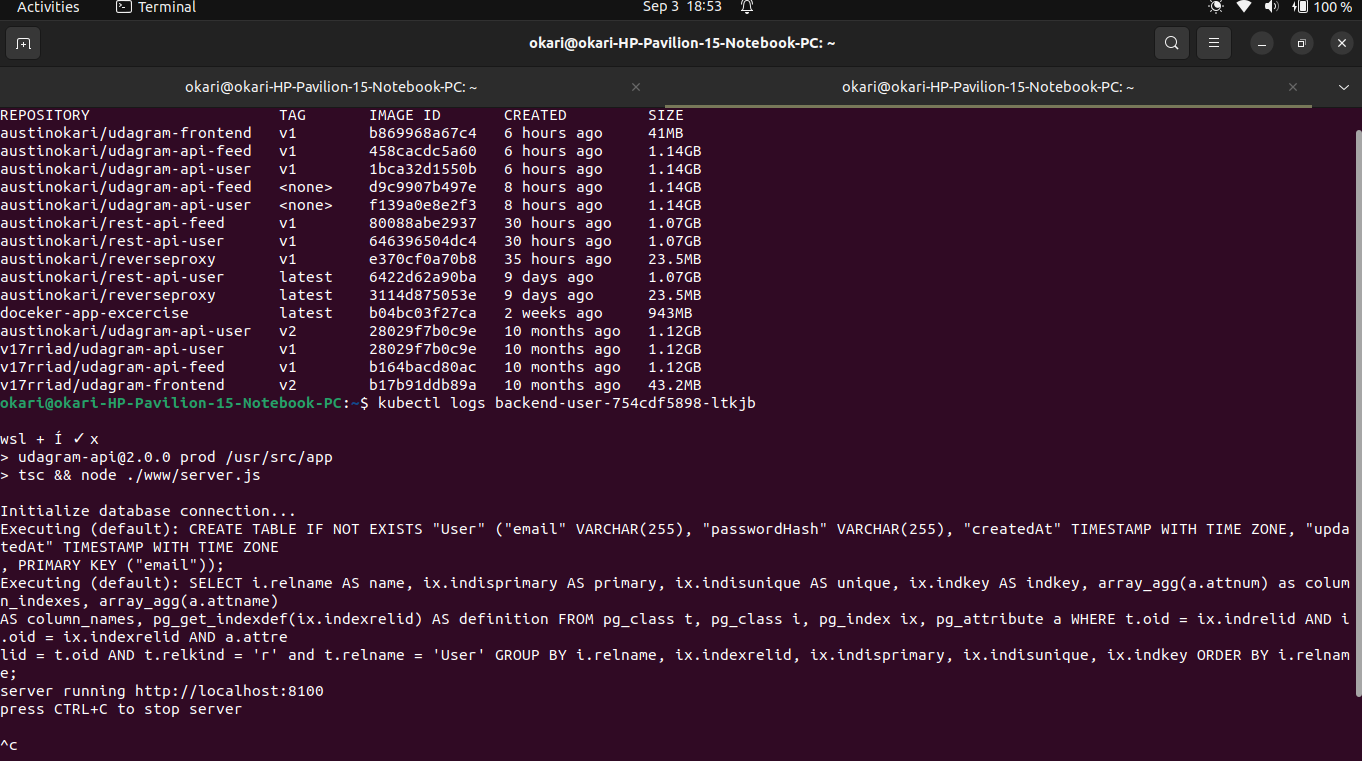 Activities Terminal Sep 3 18:53 100 %
okari@okari-HP-Pavilion-15-Notebook-PC: ~
okari@okari-HP-Pavilion-15-Notebook-PC: ~ × okari@okari-HP-Pavilion-15-Notebook-PC: ~ ×
REPOSITORY TAG IMAGE ID CREATED SIZE
austinokari/udagram-frontend v1 b869968a67c4 6 hours ago 41MB
austinokari/udagram-api-feed v1 458cacdc5a60 6 hours ago 1.14GB
austinokari/udagram-api-user v1 1bca32d1550b 6 hours ago 1.14GB
austinokari/udagram-api-feed <none> d9c9907b497e 8 hours ago 1.14GB
austinokari/udagram-api-user <none> f139a0e8e2f3 8 hours ago 1.14GB
austinokari/rest-api-feed v1 80088abe2937 30 hours ago 1.07GB
austinokari/rest-api-user v1 646396504dc4 30 hours ago 1.07GB
austinokari/reverseproxy v1 e370cf0a70b8 35 hours ago 23.5MB
austinokari/rest-api-user latest 6422d62a90ba 9 days ago 1.07GB
austinokari/reverseproxy latest 3114d875053e 9 days ago 23.5MB
doceker-app-excercise latest b04bc03f27ca 2 weeks ago 943MB
austinokari/udagram-api-user v2 28029f7b0c9e 10 months ago 1.12GB
v17rriad/udagram-api-user v1 28029f7b0c9e 10 months ago 1.12GB
v17rriad/udagram-api-feed v1 b164bacd80ac 10 months ago 1.12GB
v17rriad/udagram-frontend v2 b17b91ddb89a 10 months ago 43.2MB
okari@okari-HP-Pavilion-15-Notebook-PC:~$ kubectl logs backend-user-754cdf5898-ltkjb
wsl + Í ✓ x
> udagram-api@2.0.0 prod /usr/src/app
> tsc && node ./www/server.js
Initialize database connection...
Executing (default): CREATE TABLE IF NOT EXISTS "User" ("email" VARCHAR(255), "passwordHash" VARCHAR(255), "createdAt" TIMESTAMP WITH TIME ZONE, "upda
tedAt" TIMESTAMP WITH TIME ZONE
, PRIMARY KEY ("email"));
Executing (default): SELECT i.relname AS name, ix.indisprimary AS primary, ix.indisunique AS unique, ix.indkey AS indkey, array_agg(a.attnum) as colum
n_indexes, array_agg(a.attname)
AS column_names, pg_get_indexdef(ix.indexrelid) AS definition FROM pg_class t, pg_class i, pg_index ix, pg_attribute a WHERE t.oid = ix.indrelid AND i
.oid = ix.indexrelid AND a.attre
lid = t.oid AND t.relkind = 'r' and t.relname = 'User' GROUP BY i.relname, ix.indexrelid, ix.indisprimary, ix.indisunique, ix.indkey ORDER BY i.relnam
e;
server running http://localhost:8100
press CTRL+C to stop server
^c